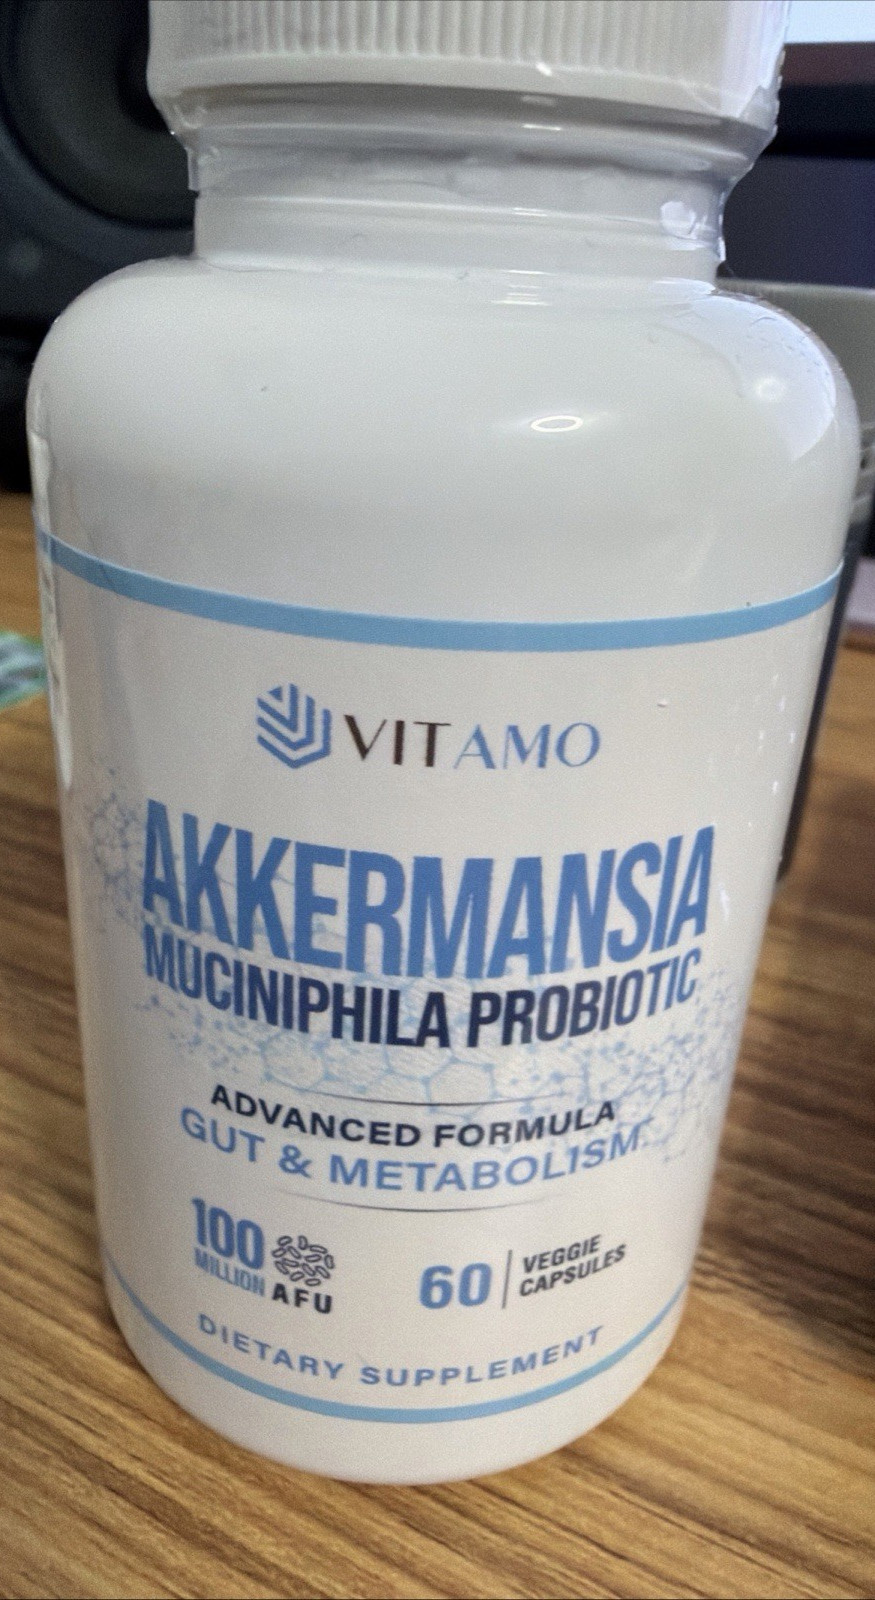 VITAMO
AKKERMANSIA
MUCINIPHILA PROBIOTIC
ADVANCED FORMULA
GUT & METABOLISM
100
MILLION AFU
60
VEGGIE
CAPSULES
DIETARY SUPPLEMENT